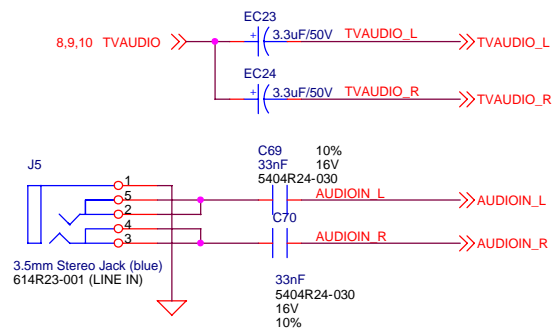 EC23
8,9,10 TVAUDIO
+
3.3uF/50V
TVAUDIO_L
TVAUDIO_L
EC24
+
3.3uF/50V
TVAUDIO_R
TVAUDIO_R
C69 10%
33nF 16V
5404R24-030
J5
1
5
2
4
3
AUDIOIN_L
AUDIOIN_L
C70
AUDIOIN_R
AUDIOIN_R
3.5mm Stereo Jack (blue)
614R23-001 (LINE IN)
33nF
5404R24-030
16V
10%